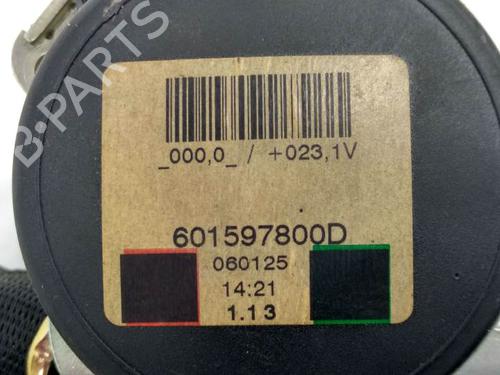 B-PARTS
_000,0_ / +023,1V
601597800D
060125
14:21
1.13